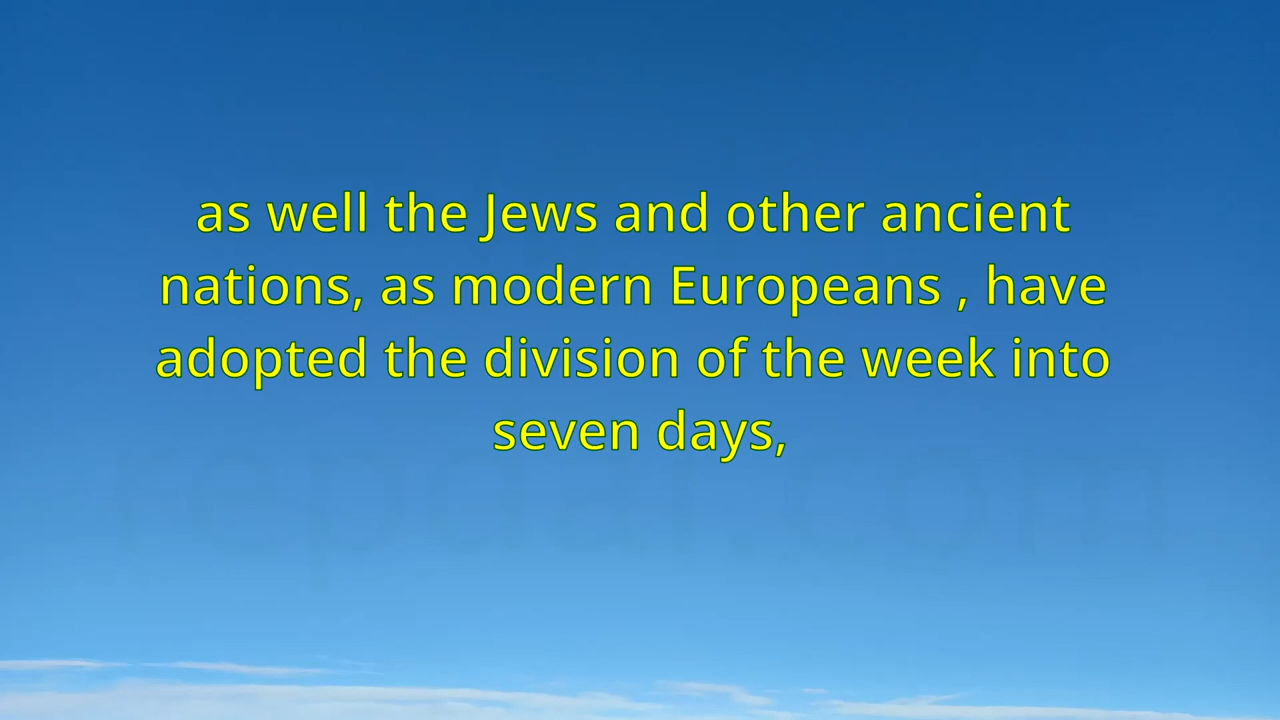 as well the Jews and other ancient
nations, as modern Europeans , have
adopted the division of the week into
seven days,